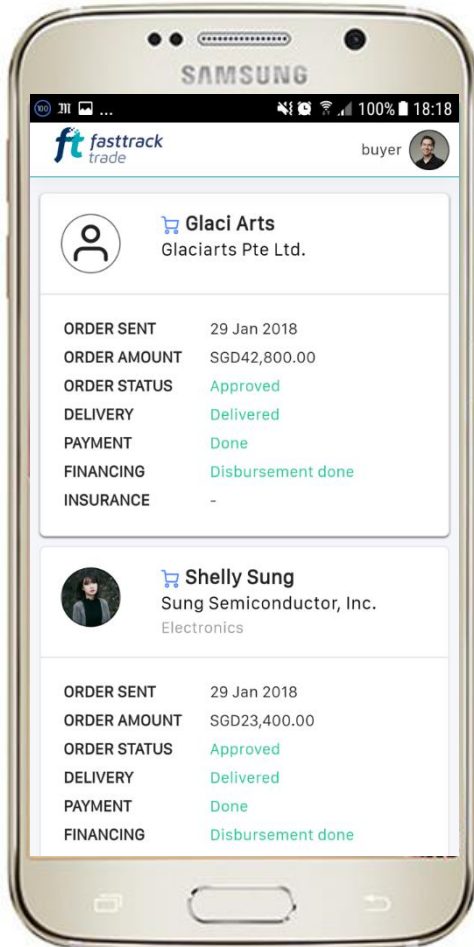 SAMSUNG
100 ... 100% 18:18
ft fasttrack
trade
buyer
Glaci Arts
Glaciarts Pte Ltd.
ORDER SENT 29 Jan 2018
ORDER AMOUNT SGD42,800.00
ORDER STATUS Approved
DELIVERY Delivered
PAYMENT Done
FINANCING Disbursement done
INSURANCE -
Shelly Sung
Sung Semiconductor, Inc.
Electronics
ORDER SENT 29 Jan 2018
ORDER AMOUNT SGD23,400.00
ORDER STATUS Approved
DELIVERY Delivered
PAYMENT Done
FINANCING Disbursement done